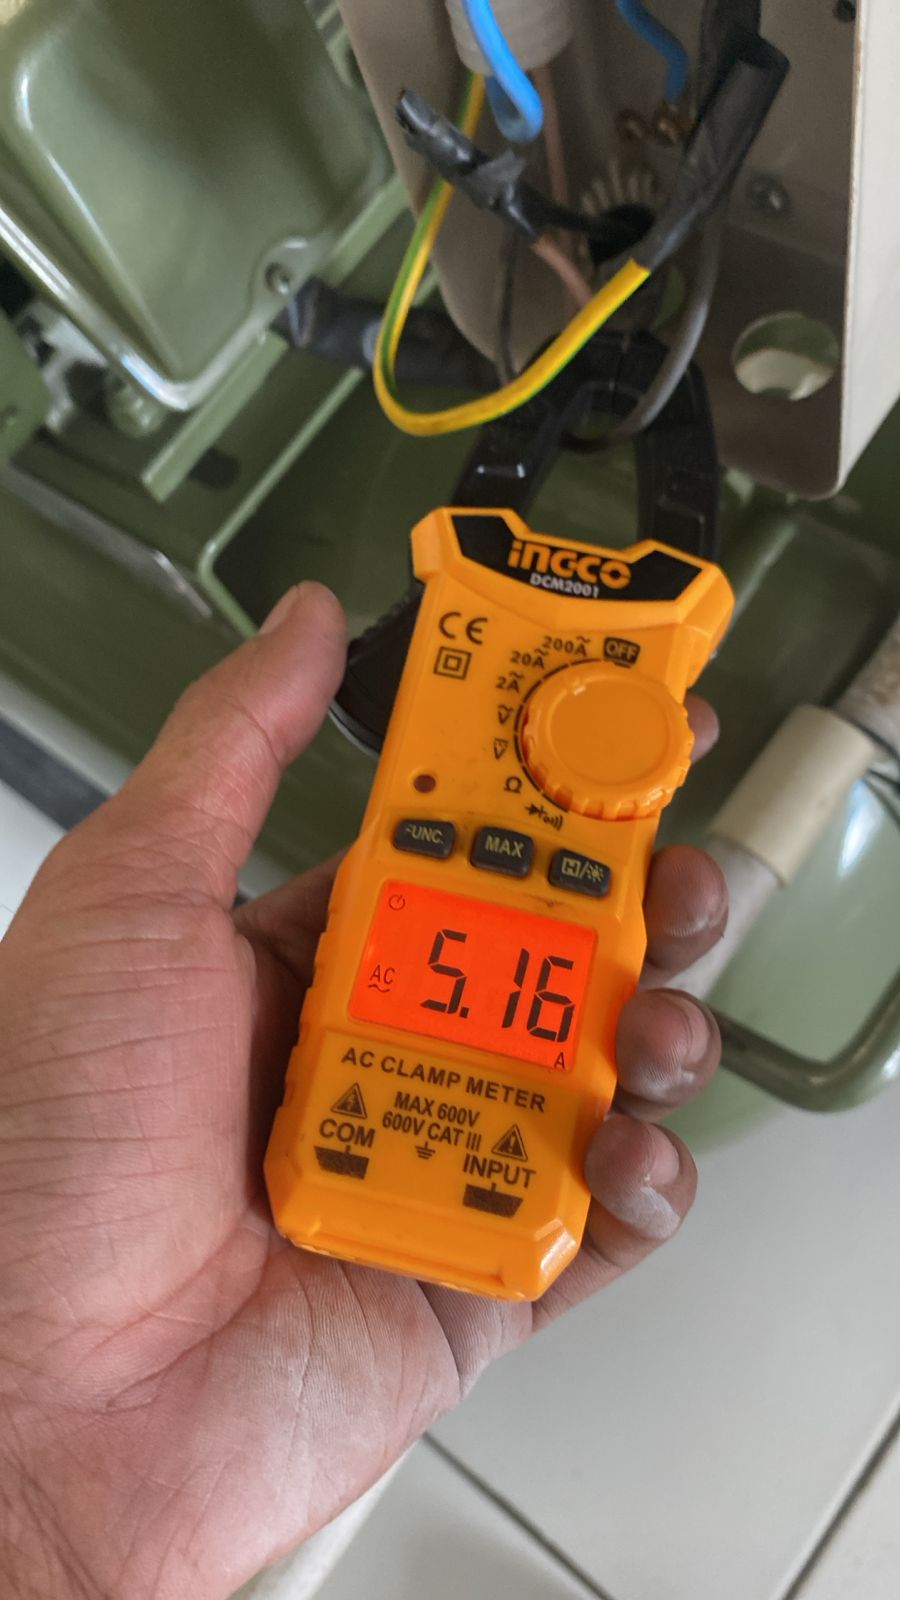 INGCO
DCM2001
CE
200A
OFF
20A
2A
V
V
Ω
FUNC.
MAX
H/
5.16
AC
A
AC CLAMP METER
MAX 600V
600V CAT III
COM
INPUT